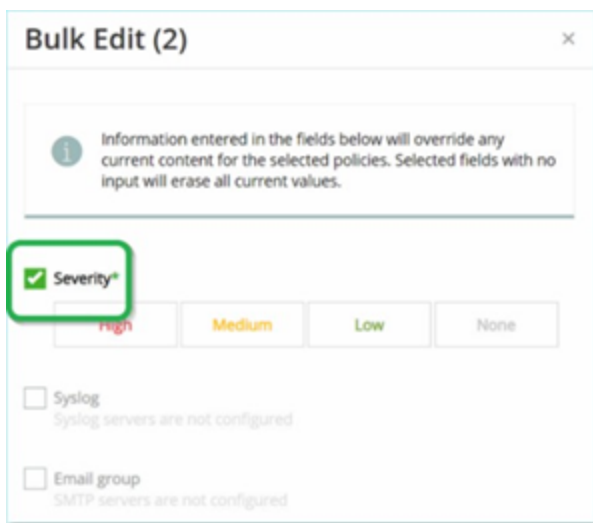 Bulk Edit (2)
Information entered in the fields below will override any
current content for the selected policies. Selected fields with no
input will erase all current values.
Severity*
High Medium Low None
Syslog
Syslog servers are not configured
Email group
SMTP servers are not configured